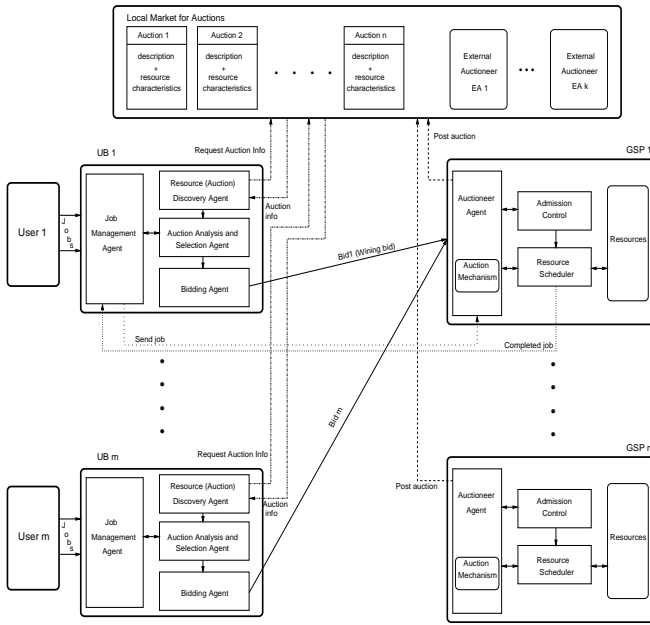 Local Market for Auctions
Auction 1
description
+
resource
characteristics
Auction 2
description
+
resource
characteristics
Auction n
description
+
resource
characteristics
External
Auctioneer
EA 1
External
Auctioneer
EA k
Request Auction Info
Post auction
UB 1
GSP 1
User 1
Jobs
Job
Management
Agent
Resource (Auction)
Discovery Agent
Auction Analysis and
Selection Agent
Bidding Agent
Auction
info
Bid1 (Wining bid)
Auctioneer
Agent
Auction
Mechanism
Admission
Control
Resource
Scheduler
Resources
Send job
Completed job
Bid m
UB m
Request Auction Info
Post auction
GSP n
User m
Jobs
Job
Management
Agent
Resource (Auction)
Discovery Agent
Auction Analysis and
Selection Agent
Bidding Agent
Auction
info
Auctioneer
Agent
Auction
Mechanism
Admission
Control
Resource
Scheduler
Resources